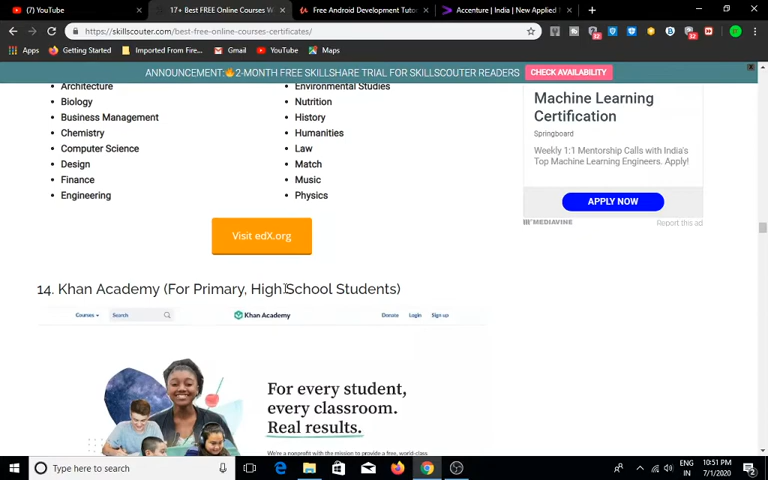 (7) YouTube
17+ Best FREE Online Courses W
Free Android Development Tutor
Accenture | India | New Applied
https://skillscouter.com/best-free-online-courses-certificates/
Apps
Getting Started
Imported From Fire...
Gmail
YouTube
Maps
ANNOUNCEMENT: 2-MONTH FREE SKILLSHARE TRIAL FOR SKILLSCOUTER READERS
CHECK AVAILABILITY
Architecture
Biology
Business Management
Chemistry
Computer Science
Design
Finance
Engineering
Environmental Studies
Nutrition
History
Humanities
Law
Match
Music
Physics
Visit edX.org
Machine Learning
Certification
Springboard
Weekly 1:1 Mentorship Calls with India's
Top Machine Learning Engineers. Apply!
APPLY NOW
MEDIAVINE
Report this ad
14. Khan Academy (For Primary, High School Students)
Courses
Search
Khan Academy
Donate
Login
Sign up
For every student,
every classroom.
Real results.
We're a nonprofit with the mission to provide a free, world-class
Type here to search
ENG
IN
10:51 PM
7/1/2020
2